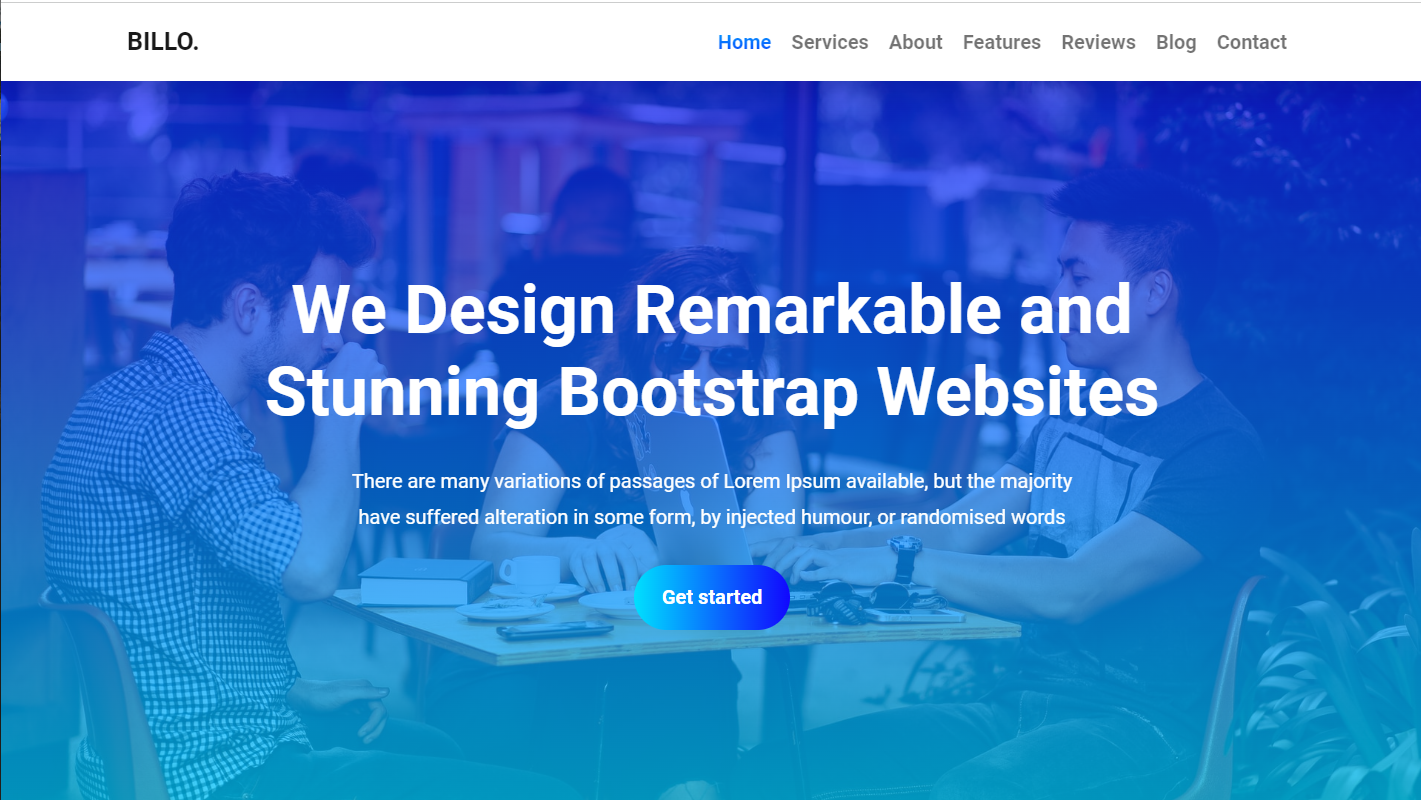 BILLO.
Home Services About Features Reviews Blog Contact
We Design Remarkable and
Stunning Bootstrap Websites
There are many variations of passages of Lorem Ipsum available, but the majority
have suffered alteration in some form, by injected humour, or randomised words
Get started